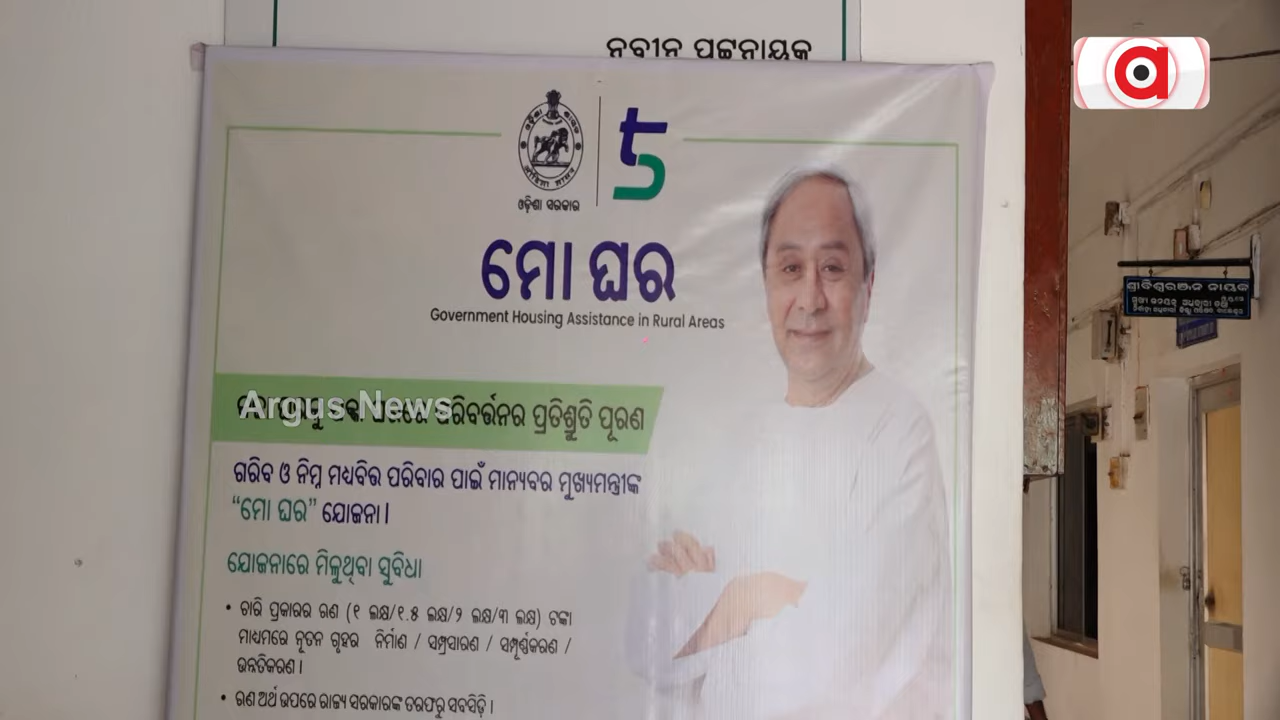 ନବୀନ ପଟ୍ଟନାୟକ
a
ଓଡ଼ିଶା ସରକାର
5
ମୋ ଘର
Government Housing Assistance in Rural Areas
Argus News
ପରିବର୍ତ୍ତନର ପ୍ରତିଶ୍ରୁତି ପୂରଣ
ଗରିବ ଓ ନିମ୍ନ ମଧ୍ୟବିତ୍ତ ପରିବାର ପାଇଁ ମାନ୍ୟବର ମୁଖ୍ୟମନ୍ତ୍ରୀଙ୍କ
“ମୋ ଘର” ଯୋଜନା।
ଯୋଜନାରେ ମିଳୁଥିବା ସୁବିଧା
• ଚାରି ପ୍ରକାରର ଋଣ (୧ ଲକ୍ଷ/୧.୫ ଲକ୍ଷ/୨ ଲକ୍ଷ/୩ ଲକ୍ଷ) ଟଙ୍କା
ମାଧ୍ୟମରେ ନୂତନ ଗୃହର ନିର୍ମାଣ / ସମ୍ପ୍ରସାରଣ / ସମ୍ପୂର୍ଣ୍ଣକରଣ /
ଉନ୍ନତିକରଣ।
• ଋଣ ଅର୍ଥ ଉପରେ ରାଜ୍ୟ ସରକାରଙ୍କ ତରଫରୁ ସବସିଡ଼ି।
ଶ୍ରୀ ବିଶ୍ୱରଞ୍ଜନ ନାୟକ